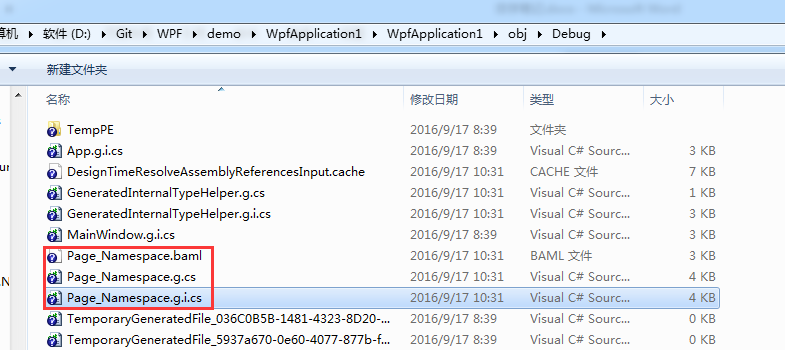 算机 ▸ 软件 (D:) ▸ Git ▸ WPF ▸ demo ▸ WpfApplication1 ▸ WpfApplication1 ▸ obj ▸ Debug ▸
新建文件夹
名称 修改日期 类型 大小
TempPE 2016/9/17 8:39 文件夹
App.g.i.cs 2016/9/17 8:39 Visual C# Sourc... 3 KB
DesignTimeResolveAssemblyReferencesInput.cache 2016/9/17 10:31 CACHE 文件 7 KB
GeneratedInternalTypeHelper.g.cs 2016/9/17 10:31 Visual C# Sourc... 1 KB
GeneratedInternalTypeHelper.g.i.cs 2016/9/17 10:31 Visual C# Sourc... 3 KB
MainWindow.g.i.cs 2016/9/17 8:39 Visual C# Sourc... 3 KB
Page_Namespace.baml 2016/9/17 10:31 BAML 文件 3 KB
Page_Namespace.g.cs 2016/9/17 10:31 Visual C# Sourc... 4 KB
Page_Namespace.g.i.cs 2016/9/17 10:31 Visual C# Sourc... 4 KB
TemporaryGeneratedFile_036C0B5B-1481-4323-8D20-... 2016/9/17 8:39 Visual C# Sourc... 0 KB
TemporaryGeneratedFile_5937a670-0e60-4077-877b-f... 2016/9/17 8:39 Visual C# Sourc... 0 KB